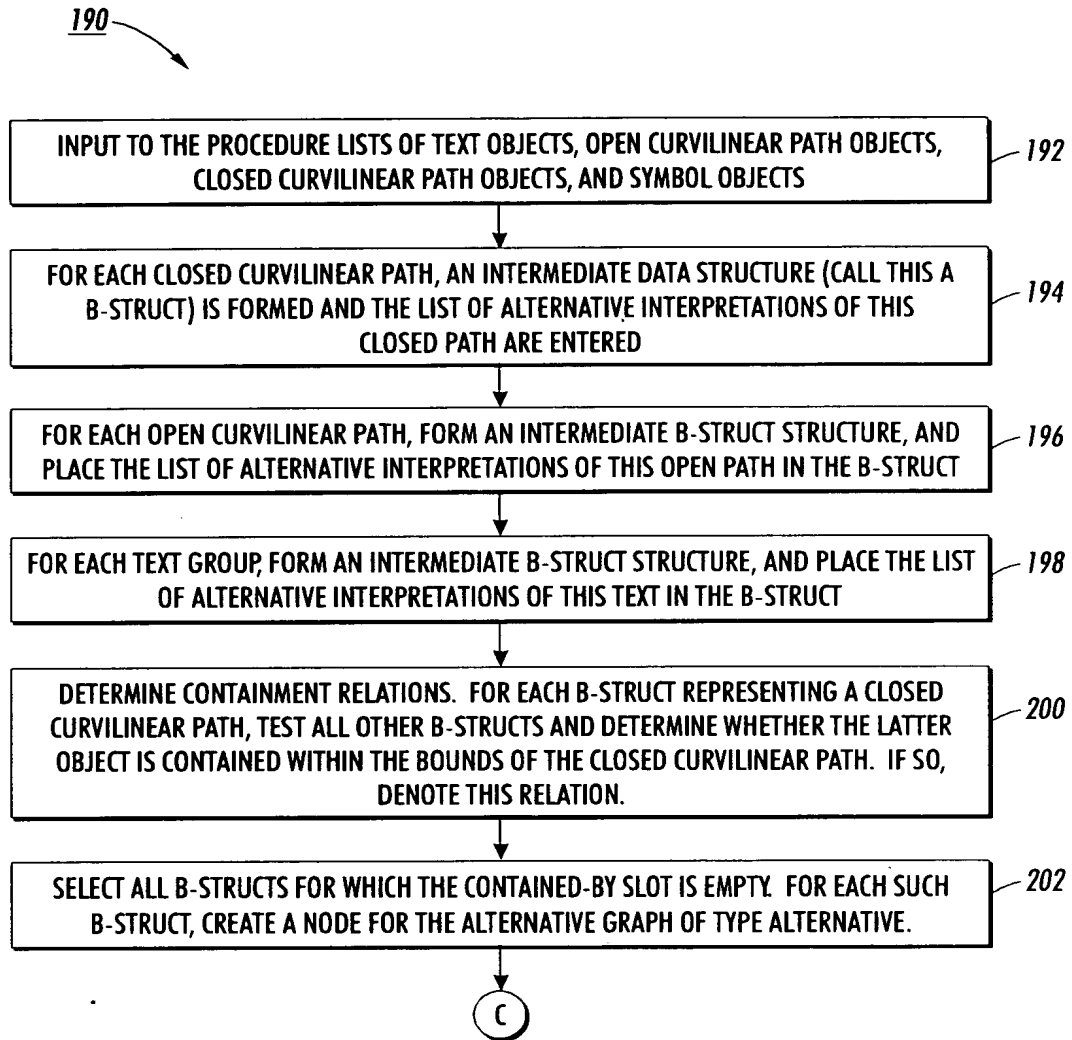 190
INPUT TO THE PROCEDURE LISTS OF TEXT OBJECTS, OPEN CURVILINEAR PATH OBJECTS,
CLOSED CURVILINEAR PATH OBJECTS, AND SYMBOL OBJECTS
192
FOR EACH CLOSED CURVILINEAR PATH, AN INTERMEDIATE DATA STRUCTURE (CALL THIS A
B-STRUCT) IS FORMED AND THE LIST OF ALTERNATIVE INTERPRETATIONS OF THIS
CLOSED PATH ARE ENTERED
194
FOR EACH OPEN CURVILINEAR PATH, FORM AN INTERMEDIATE B-STRUCT STRUCTURE, AND
PLACE THE LIST OF ALTERNATIVE INTERPRETATIONS OF THIS OPEN PATH IN THE B-STRUCT
196
FOR EACH TEXT GROUP, FORM AN INTERMEDIATE B-STRUCT STRUCTURE, AND PLACE THE LIST
OF ALTERNATIVE INTERPRETATIONS OF THIS TEXT IN THE B-STRUCT
198
DETERMINE CONTAINMENT RELATIONS. FOR EACH B-STRUCT REPRESENTING A CLOSED
CURVILINEAR PATH, TEST ALL OTHER B-STRUCTS AND DETERMINE WHETHER THE LATTER
OBJECT IS CONTAINED WITHIN THE BOUNDS OF THE CLOSED CURVILINEAR PATH. IF SO,
DENOTE THIS RELATION.
200
SELECT ALL B-STRUCTS FOR WHICH THE CONTAINED-BY SLOT IS EMPTY. FOR EACH SUCH
B-STRUCT, CREATE A NODE FOR THE ALTERNATIVE GRAPH OF TYPE ALTERNATIVE.
202
C